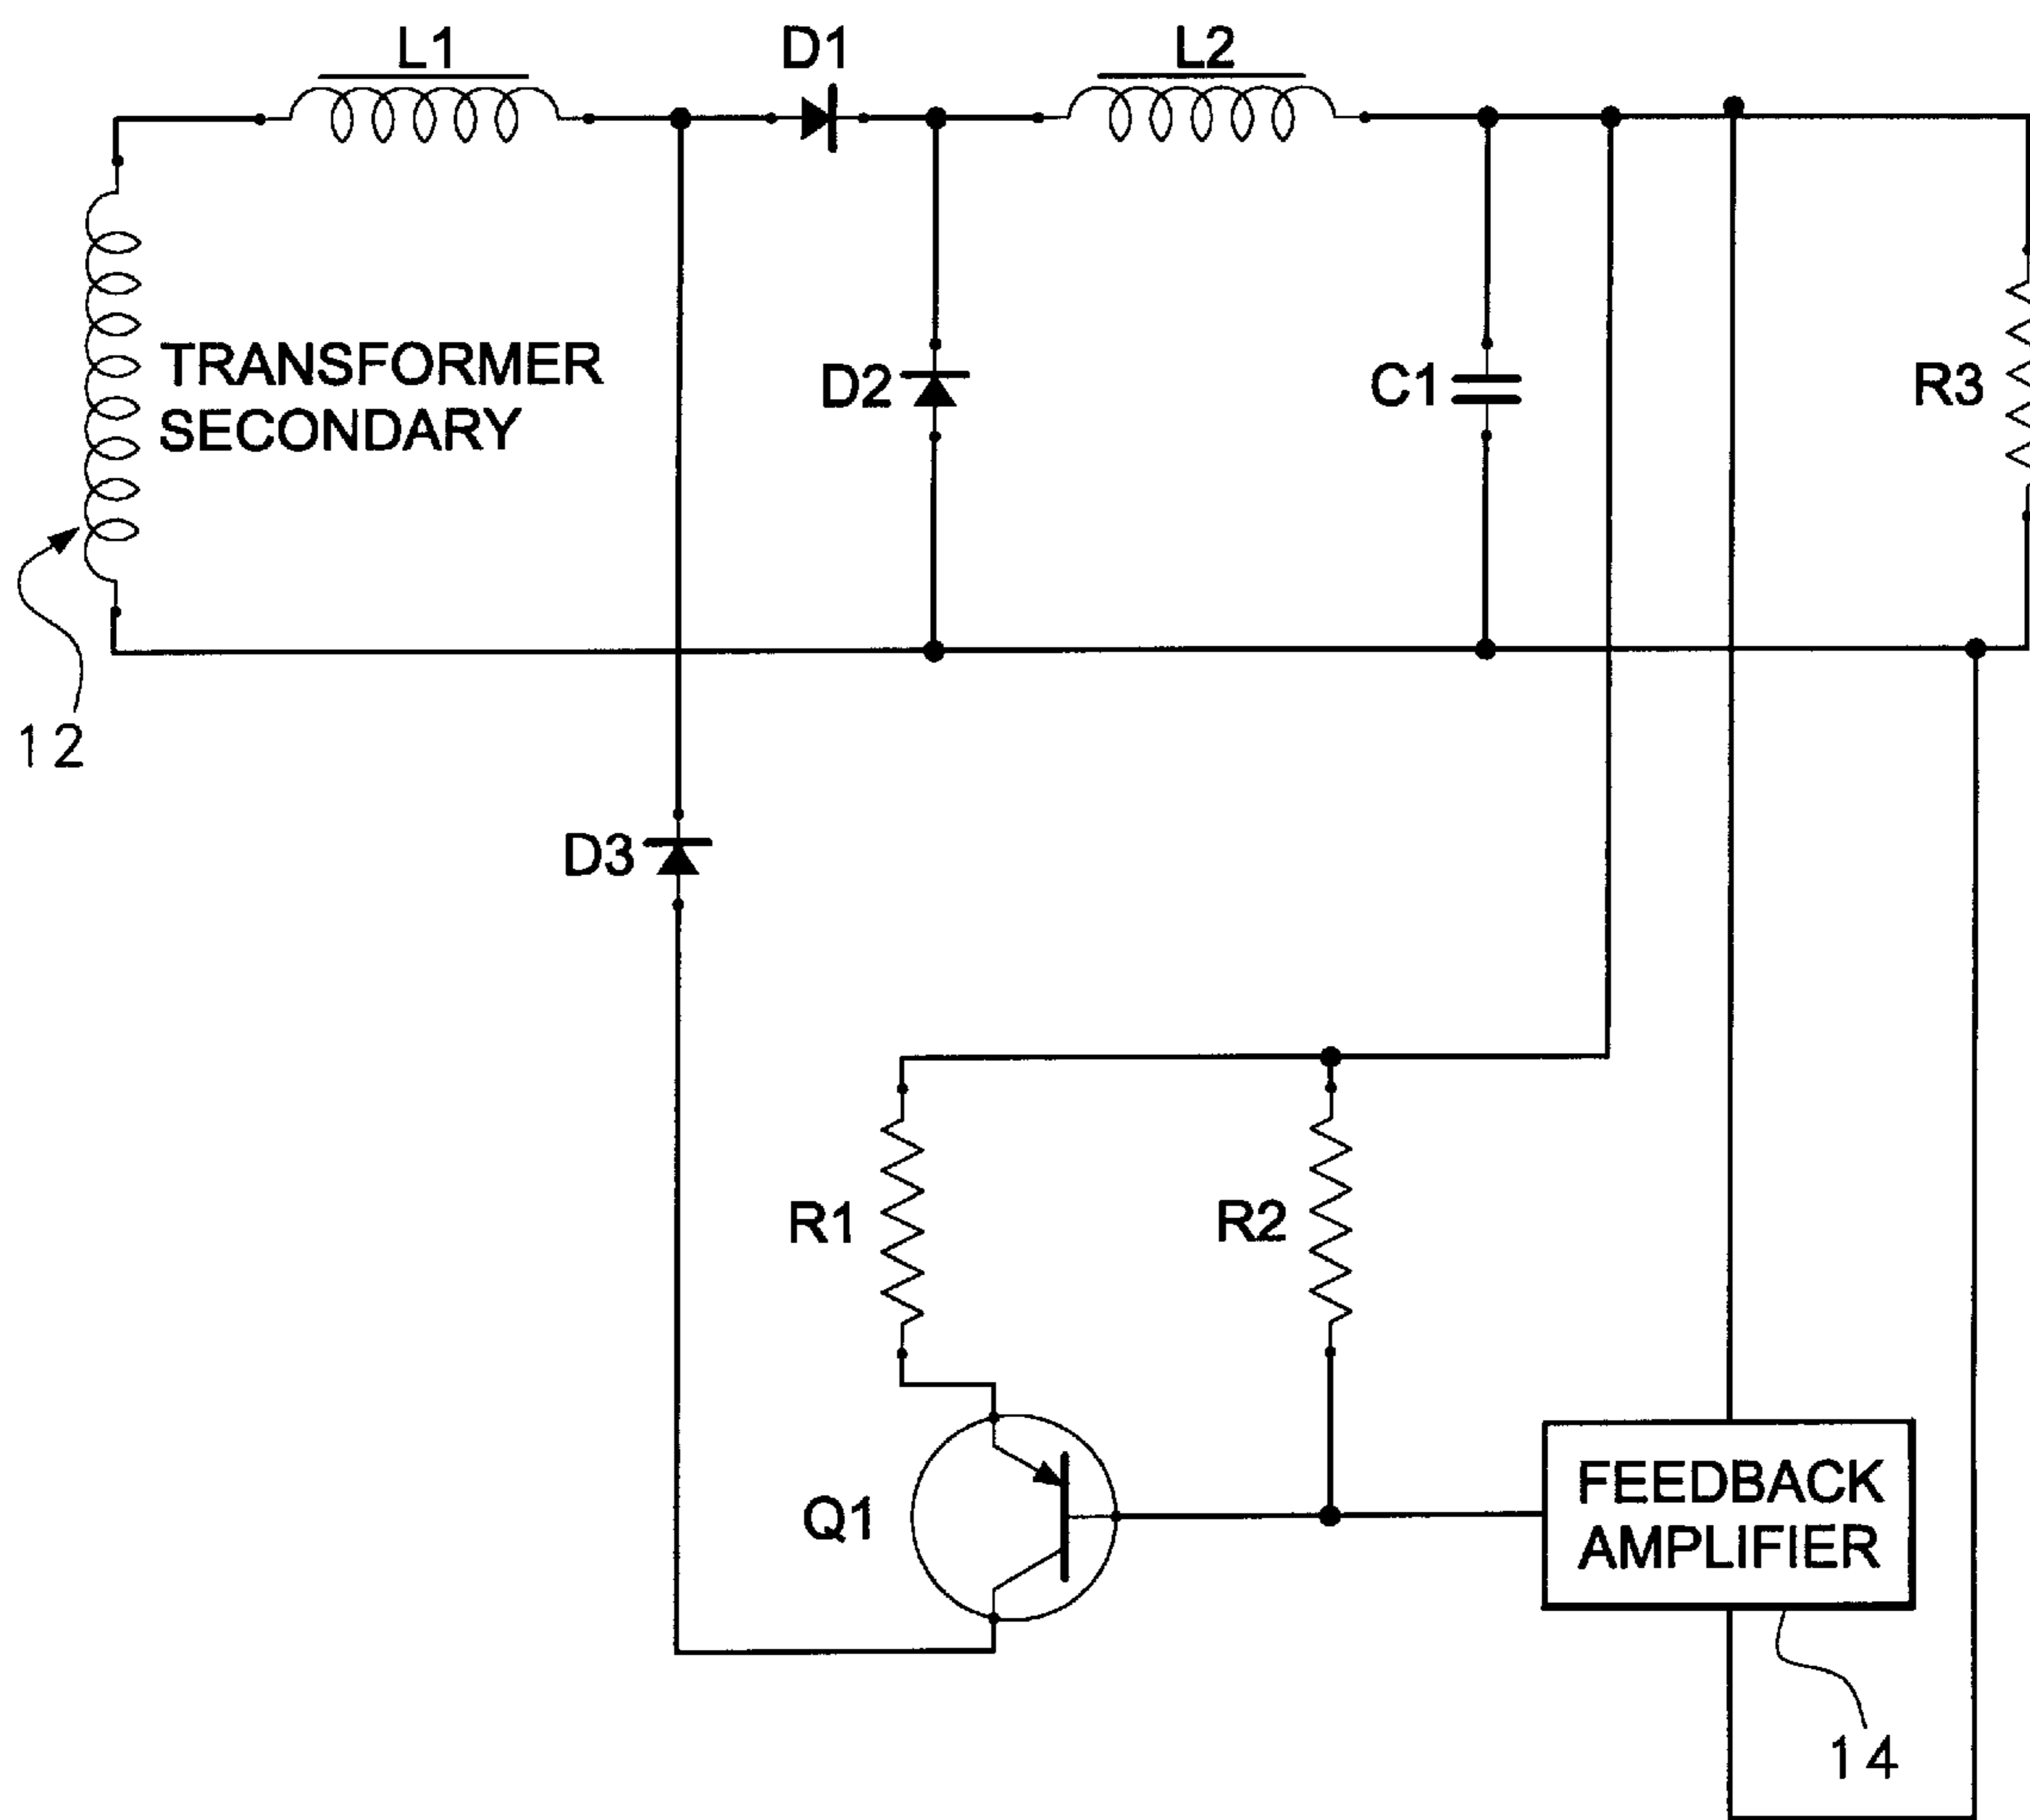 L1
D1
L2
TRANSFORMER
SECONDARY
D2
C1
R3
12
D3
R1
R2
Q1
FEEDBACK
AMPLIFIER
14